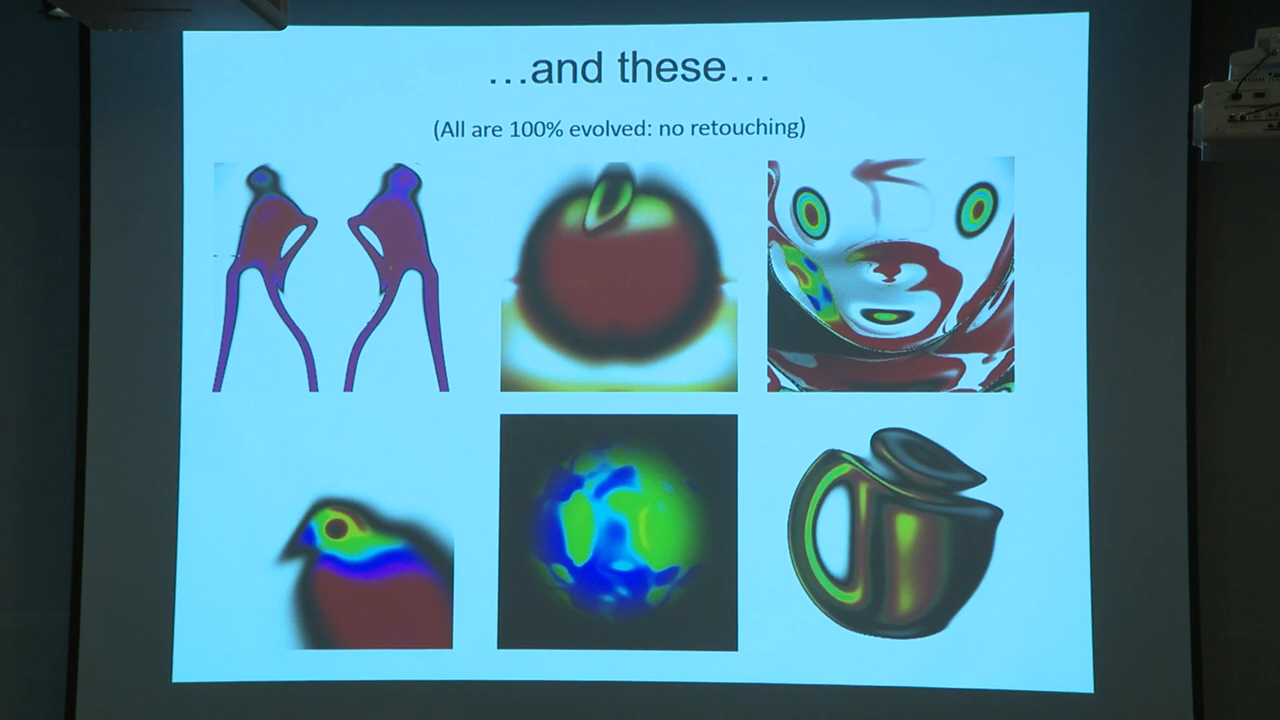 …and these…
(All are 100% evolved: no retouching)